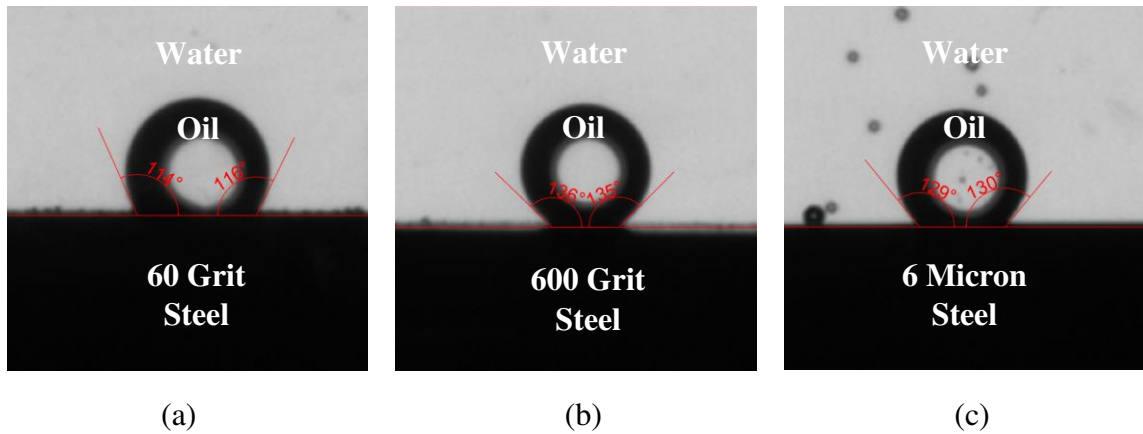 Water
Oil
114°
116°
60 Grit
Steel
(a)
Water
Oil
136°
135°
600 Grit
Steel
(b)
Water
Oil
129°
130°
6 Micron
Steel
(c)